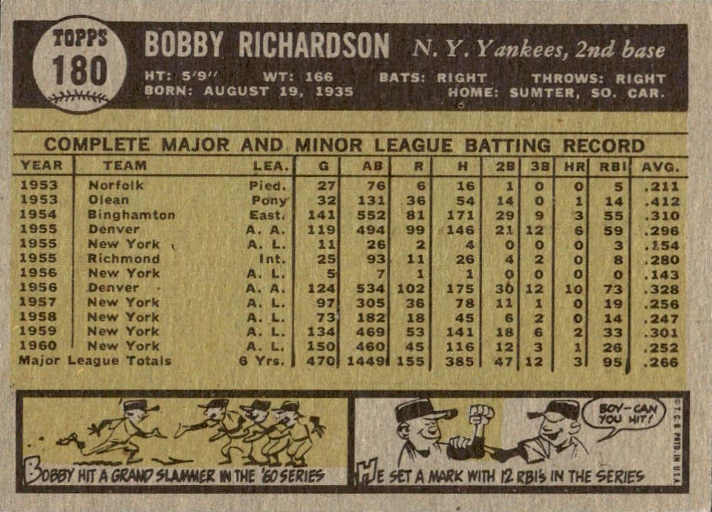 TOPPS
180
BOBBY RICHARDSON N. Y. Yankees, 2nd base
HT: 5'9" WT: 166 BATS: RIGHT THROWS: RIGHT
BORN: AUGUST 19, 1935 HOME: SUMTER, SO. CAR.
COMPLETE MAJOR AND MINOR LEAGUE BATTING RECORD
YEAR TEAM LEA. G AB R H 2B 3B HR RBI AVG.
1953 Norfolk Pied. 27 76 6 16 1 0 0 5 .211
1953 Olean Pony 32 131 36 54 14 0 1 14 .412
1954 Binghamton East. 141 552 81 171 29 9 3 55 .310
1955 Denver A. A. 119 494 99 146 21 12 6 59 .296
1955 New York A. L. 11 26 2 4 0 0 0 3 .154
1955 Richmond Int. 25 93 11 26 4 2 0 8 .280
1956 New York A. L. 5 7 1 1 0 0 0 0 .143
1956 Denver A. A. 124 534 102 175 30 12 10 73 .328
1957 New York A. L. 97 305 36 78 11 1 0 19 .256
1958 New York A. L. 73 182 18 45 6 2 0 14 .247
1959 New York A. L. 134 469 53 141 18 6 2 33 .301
1960 New York A. L. 150 460 45 116 12 3 1 26 .252
Major League Totals 6 Yrs. 470 1449 155 385 47 12 3 95 .266
BOBBY HIT A GRAND SLAMMER IN THE '60 SERIES
BOY-CAN
YOU HIT!
HE SET A MARK WITH 12 RBI'S IN THE SERIES
© T.C.G. PRTD. IN U.S.A.